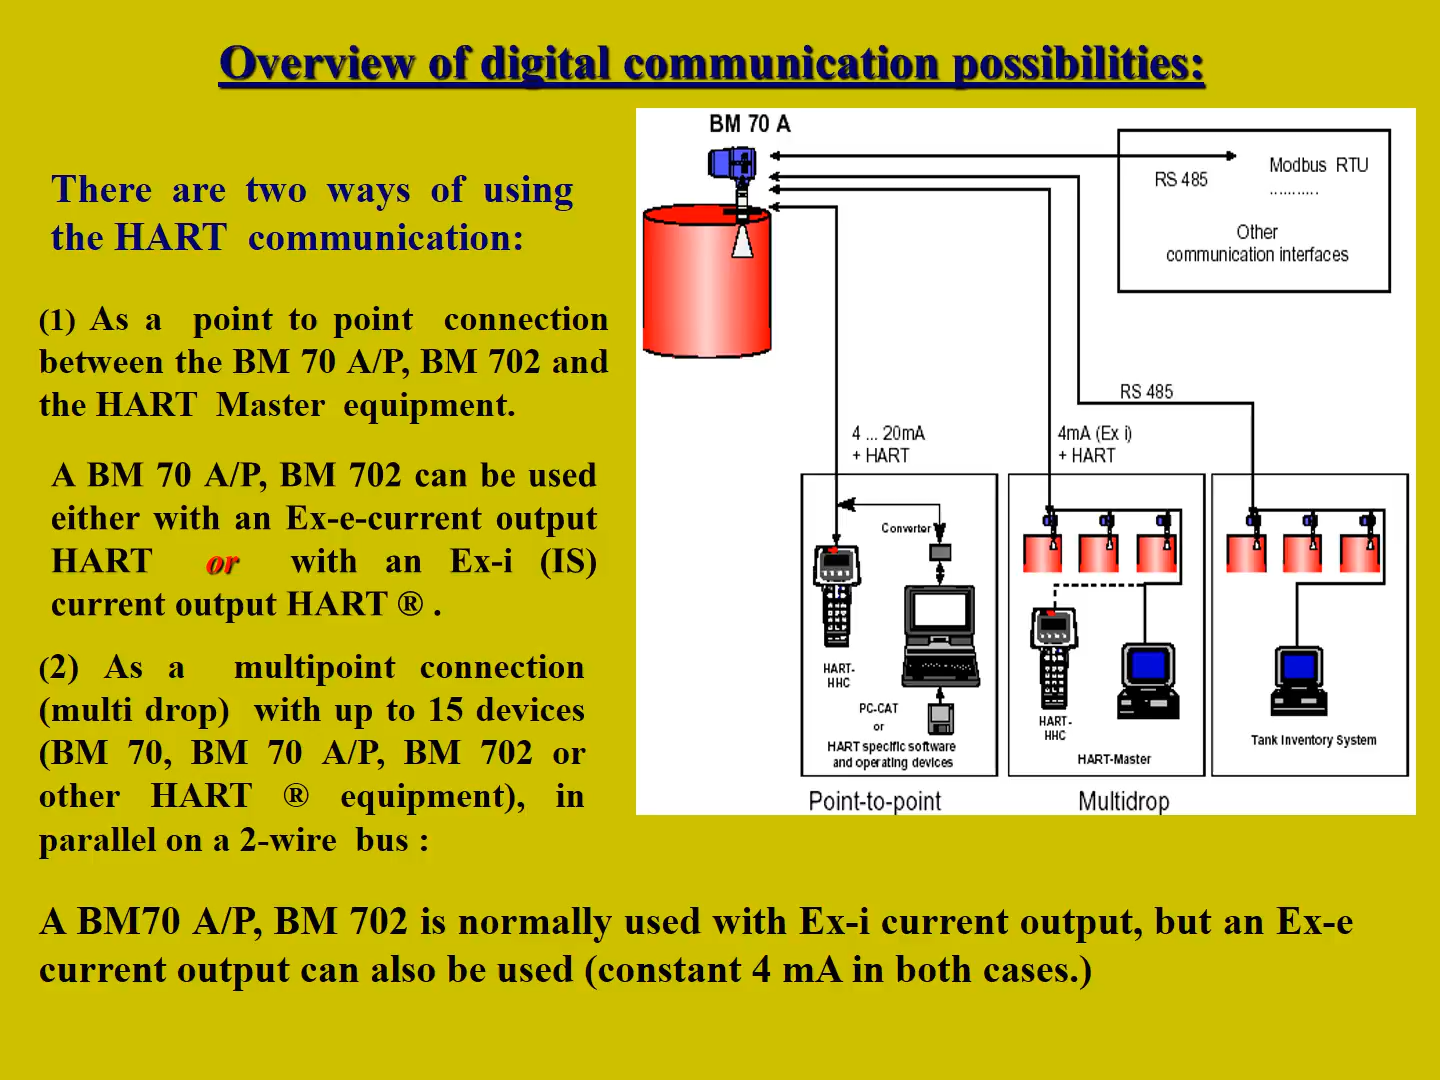 Overview of digital communication possibilities:
There are two ways of using
the HART communication:
(1) As a point to point connection
between the BM 70 A/P, BM 702 and
the HART Master equipment.
A BM 70 A/P, BM 702 can be used
either with an Ex-e-current output
HART or with an Ex-i (IS)
current output HART ® .
(2) As a multipoint connection
(multi drop) with up to 15 devices
(BM 70, BM 70 A/P, BM 702 or
other HART ® equipment), in
parallel on a 2-wire bus :
A BM70 A/P, BM 702 is normally used with Ex-i current output, but an Ex-e
current output can also be used (constant 4 mA in both cases.)
BM 70 A
RS 485
Modbus RTU
...........
Other
communication interfaces
RS 485
4 ... 20mA
+ HART
4mA (Ex i)
+ HART
Converter
HART-
HHC
PC-CAT
or
HART specific software
and operating devices
HART-
HHC
HART-Master
Tank Inventory System
Point-to-point
Multidrop